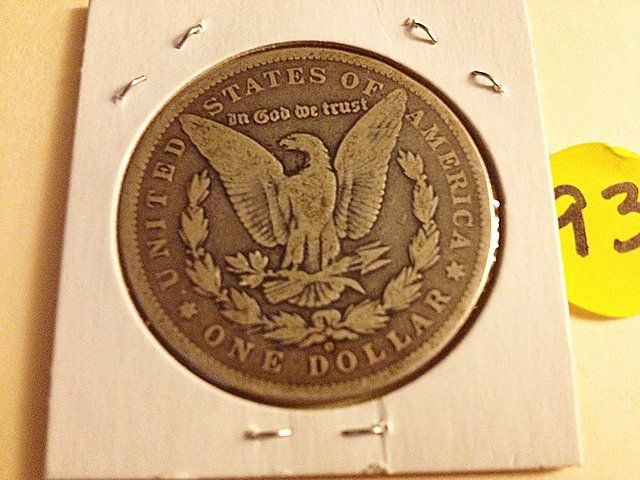 UNITED STATES OF AMERICA
In God we trust
ONE DOLLAR
93